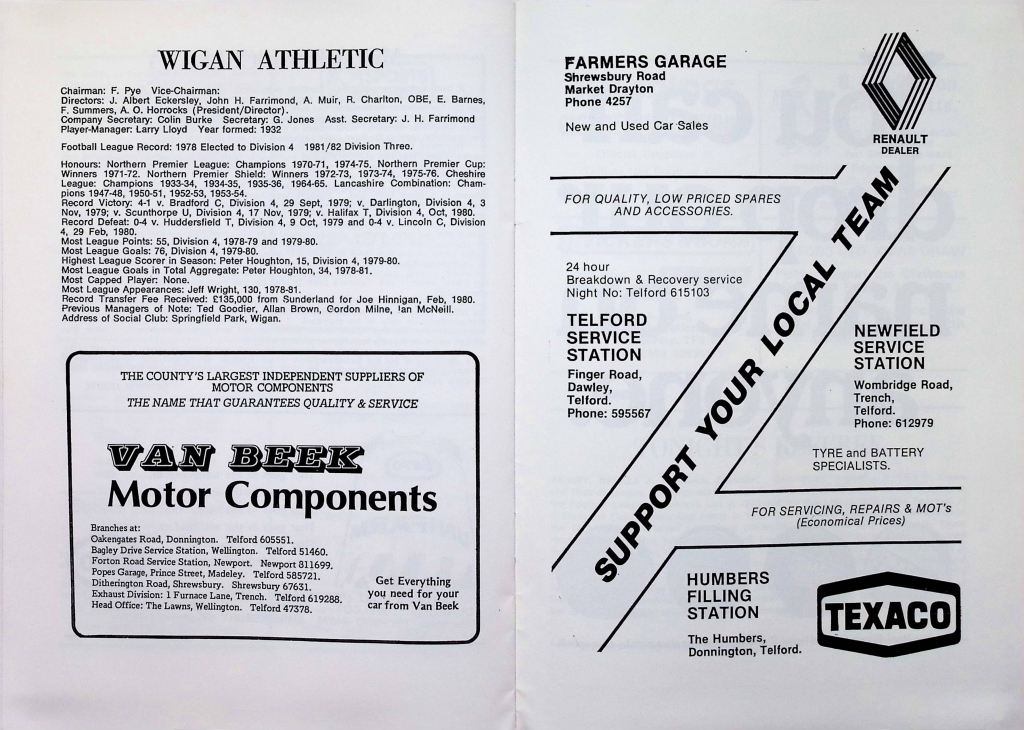 WIGAN ATHLETIC
Chairman: F. Pye Vice-Chairman:
Directors: J. Albert Eckersley, John H. Farrimond, A. Muir, R. Charlton, OBE, E. Barnes,
F. Summers, A. O. Horrocks (President/Director).
Company Secretary: Colin Burke Secretary: G. Jones Asst. Secretary: J. H. Farrimond
Player-Manager: Larry Lloyd Year formed: 1932
Football League Record: 1978 Elected to Division 4 1981/82 Division Three.
Honours: Northern Premier League: Champions 1970-71, 1974-75. Northern Premier Cup:
Winners 1971-72. Northern Premier Shield: Winners 1972-73, 1973-74, 1975-76. Cheshire
League: Champions 1933-34, 1934-35, 1935-36, 1964-65. Lancashire Combination: Cham-
pions 1947-48, 1950-51, 1952-53, 1953-54.
Record Victory: 4-1 v. Bradford C, Division 4, 29 Sept, 1979; v. Darlington, Division 4, 3
Nov, 1979; v. Scunthorpe U, Division 4, 17 Nov, 1979; v. Halifax T, Division 4, Oct, 1980.
Record Defeat: 0-4 v. Huddersfield T, Division 4, 9 Oct, 1979 and 0-4 v. Lincoln C, Division
4, 29 Feb, 1980.
Most League Points: 55, Division 4, 1978-79 and 1979-80.
Most League Goals: 76, Division 4, 1979-80.
Highest League Scorer in Season: Peter Houghton, 15, Division 4, 1979-80.
Most League Goals in Total Aggregate: Peter Houghton, 34, 1978-81.
Most Capped Player: None.
Most League Appearances: Jeff Wright, 130, 1978-81.
Record Transfer Fee Received: £135,000 from Sunderland for Joe Hinnigan, Feb, 1980.
Previous Managers of Note: Ted Goodier, Allan Brown, Gordon Milne, Ian McNeill.
Address of Social Club: Springfield Park, Wigan.
THE COUNTY'S LARGEST INDEPENDENT SUPPLIERS OF
MOTOR COMPONENTS
THE NAME THAT GUARANTEES QUALITY & SERVICE
VAN BEEK
Motor Components
Branches at:
Oakengates Road, Donnington. Telford 605551.
Bagley Drive Service Station, Wellington. Telford 51460.
Forton Road Service Station, Newport. Newport 811699.
Popes Garage, Prince Street, Madeley. Telford 585721.
Ditherington Road, Shrewsbury. Shrewsbury 67631.
Exhaust Division: 1 Furnace Lane, Trench. Telford 619288.
Head Office: The Lawns, Wellington. Telford 47378.
Get Everything
you need for your
car from Van Beek
FARMERS GARAGE
Shrewsbury Road
Market Drayton
Phone 4257
New and Used Car Sales
RENAULT
DEALER
FOR QUALITY, LOW PRICED SPARES
AND ACCESSORIES.
24 hour
Breakdown & Recovery service
Night No: Telford 615103
TELFORD
SERVICE
STATION
Finger Road,
Dawley,
Telford.
Phone: 595567
SUPPORT YOUR LOCAL TEAM
NEWFIELD
SERVICE
STATION
Wombridge Road,
Trench,
Telford.
Phone: 612979
TYRE and BATTERY
SPECIALISTS.
FOR SERVICING, REPAIRS & MOT's
(Economical Prices)
HUMBERS
FILLING
STATION
The Humbers,
Donnington, Telford.
TEXACO